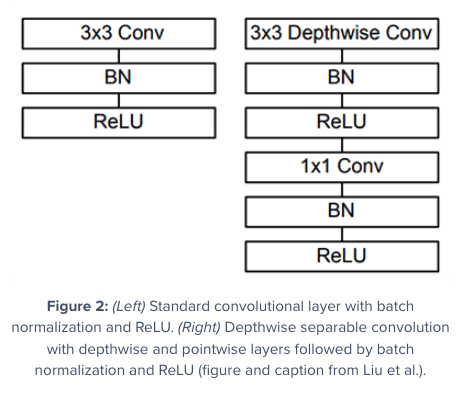 3x3 Conv
BN
ReLU
3x3 Depthwise Conv
BN
ReLU
1x1 Conv
BN
ReLU
Figure 2: (Left) Standard convolutional layer with batch
normalization and ReLU. (Right) Depthwise separable convolution
with depthwise and pointwise layers followed by batch
normalization and ReLU (figure and caption from Liu et al.).